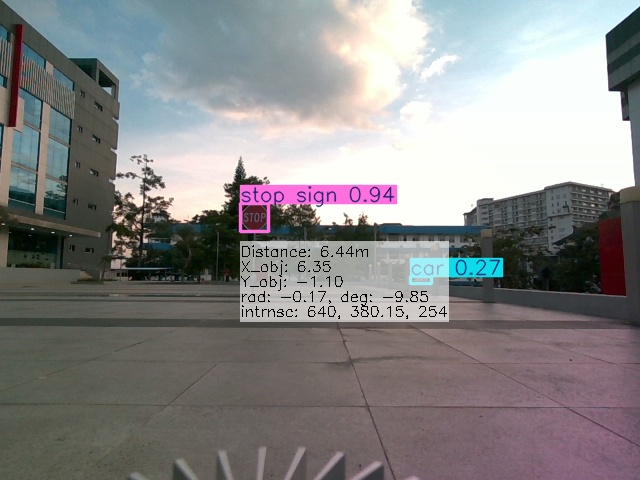 stop sign 0.94
STOP
Distance: 6.44m
X_obj: 6.35
Y_obj: −1.10
car 0.27
rad: −0.17, deg: −9.85
intrnsc: 640, 380.15, 254